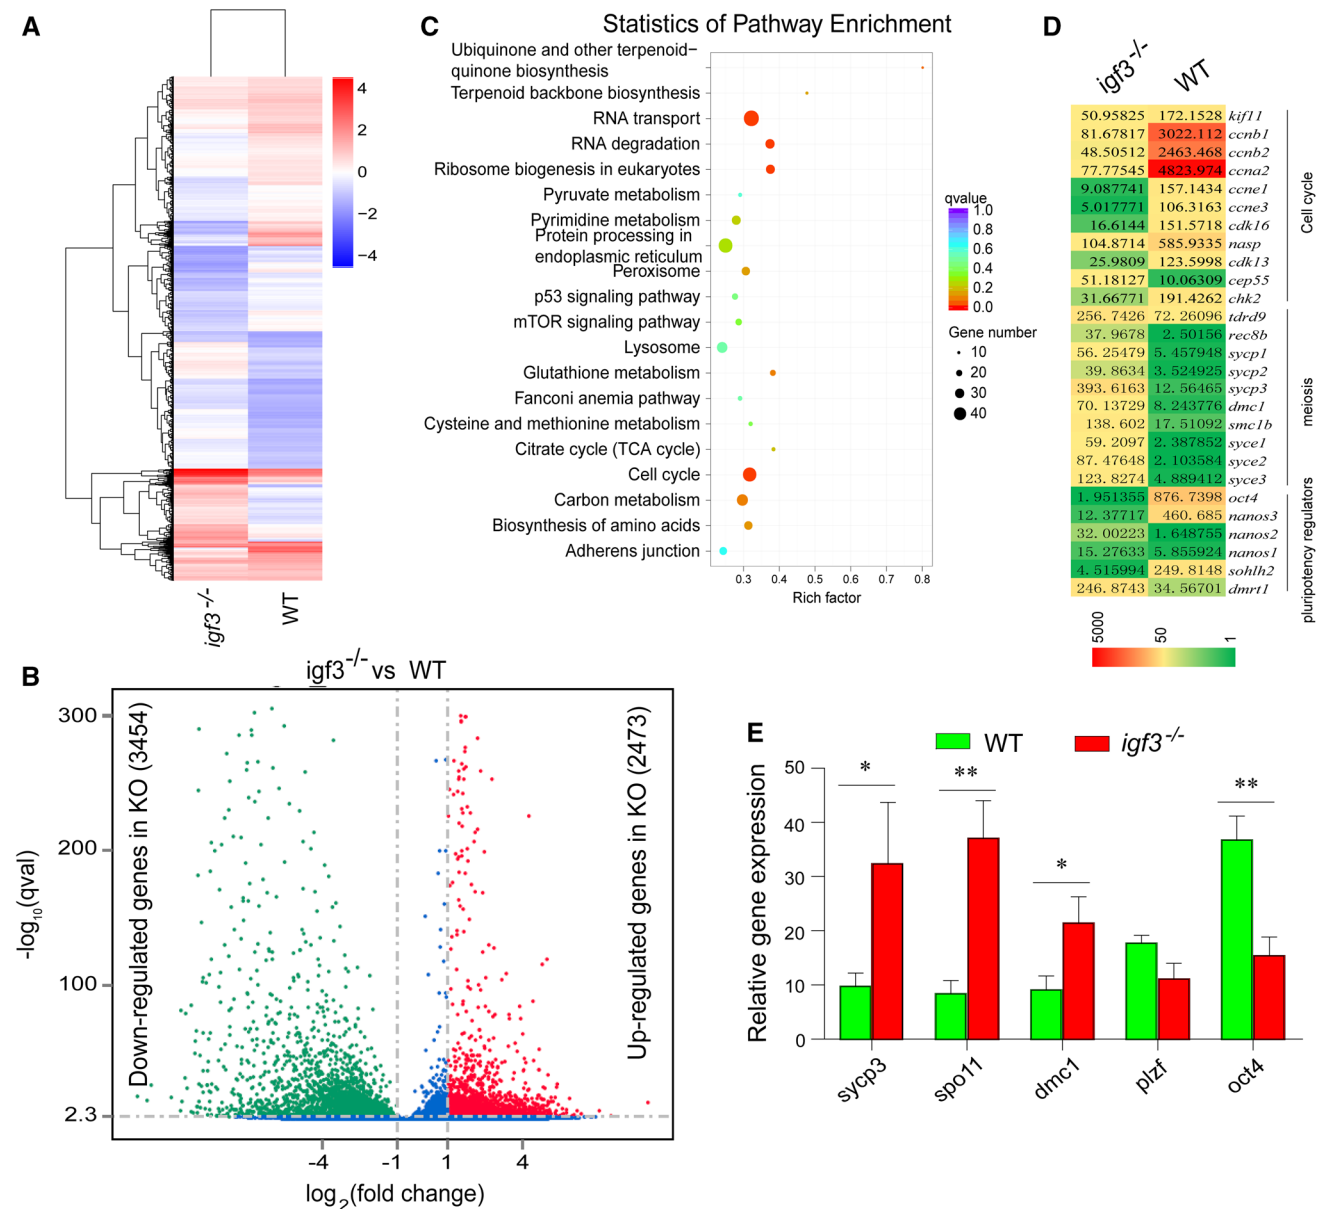 A
4
2
0
−2
−4
igf3-/-
WT
B
igf3-/- vs WT
Down-regulated genes in KO (3454)
Up-regulated genes in KO (2473)
-log10(qval)
300
200
100
2.3
-4
-1
1
4
log2(fold change)
C
Statistics of Pathway Enrichment
Ubiquinone and other terpenoid−
quinone biosynthesis
Terpenoid backbone biosynthesis
RNA transport
RNA degradation
Ribosome biogenesis in eukaryotes
Pyruvate metabolism
Pyrimidine metabolism
Protein processing in
endoplasmic reticulum
Peroxisome
p53 signaling pathway
mTOR signaling pathway
Lysosome
Glutathione metabolism
Fanconi anemia pathway
Cysteine and methionine metabolism
Citrate cycle (TCA cycle)
Cell cycle
Carbon metabolism
Biosynthesis of amino acids
Adherens junction
0.3 0.4 0.5 0.6 0.7 0.8
Rich factor
qvalue
1.0
0.8
0.6
0.4
0.2
0.0
Gene number
10
20
30
40
D
igf3-/- WT
50.95825 172.1528 kif11
81.67817 3022.112 ccnb1
48.50512 2463.468 ccnb2
77.77545 4823.974 ccna2
9.087741 157.1434 ccne1
5.017771 106.3163 ccne3
16.6144 151.5718 cdk16
104.8714 585.9335 nasp
25.9809 123.5998 cdk13
51.18127 10.06309 cep55
31.66771 191.4262 chk2
256.7426 72.26096 tdrd9
37.9678 2.50156 rec8b
56.25479 5.457948 sycp1
39.8634 3.524925 sycp2
393.6163 12.56465 sycp3
70.13729 8.243776 dmc1
138.602 17.51092 smc1b
59.2097 2.387852 syce1
87.47648 2.103584 syce2
123.8274 4.889412 syce3
1.951355 876.7398 oct4
12.37717 460.685 nanos3
32.00223 1.648755 nanos2
15.27633 5.855924 nanos1
4.515994 249.8148 sohlh2
246.8743 34.56701 dmrt1
Cell cycle
meiosis
pluripotency regulators
5000
50
1
E
WT
igf3-/-
Relative gene expression
50
40
30
20
10
0
*
**
*
**
sycp3
spo11
dmc1
plzf
oct4